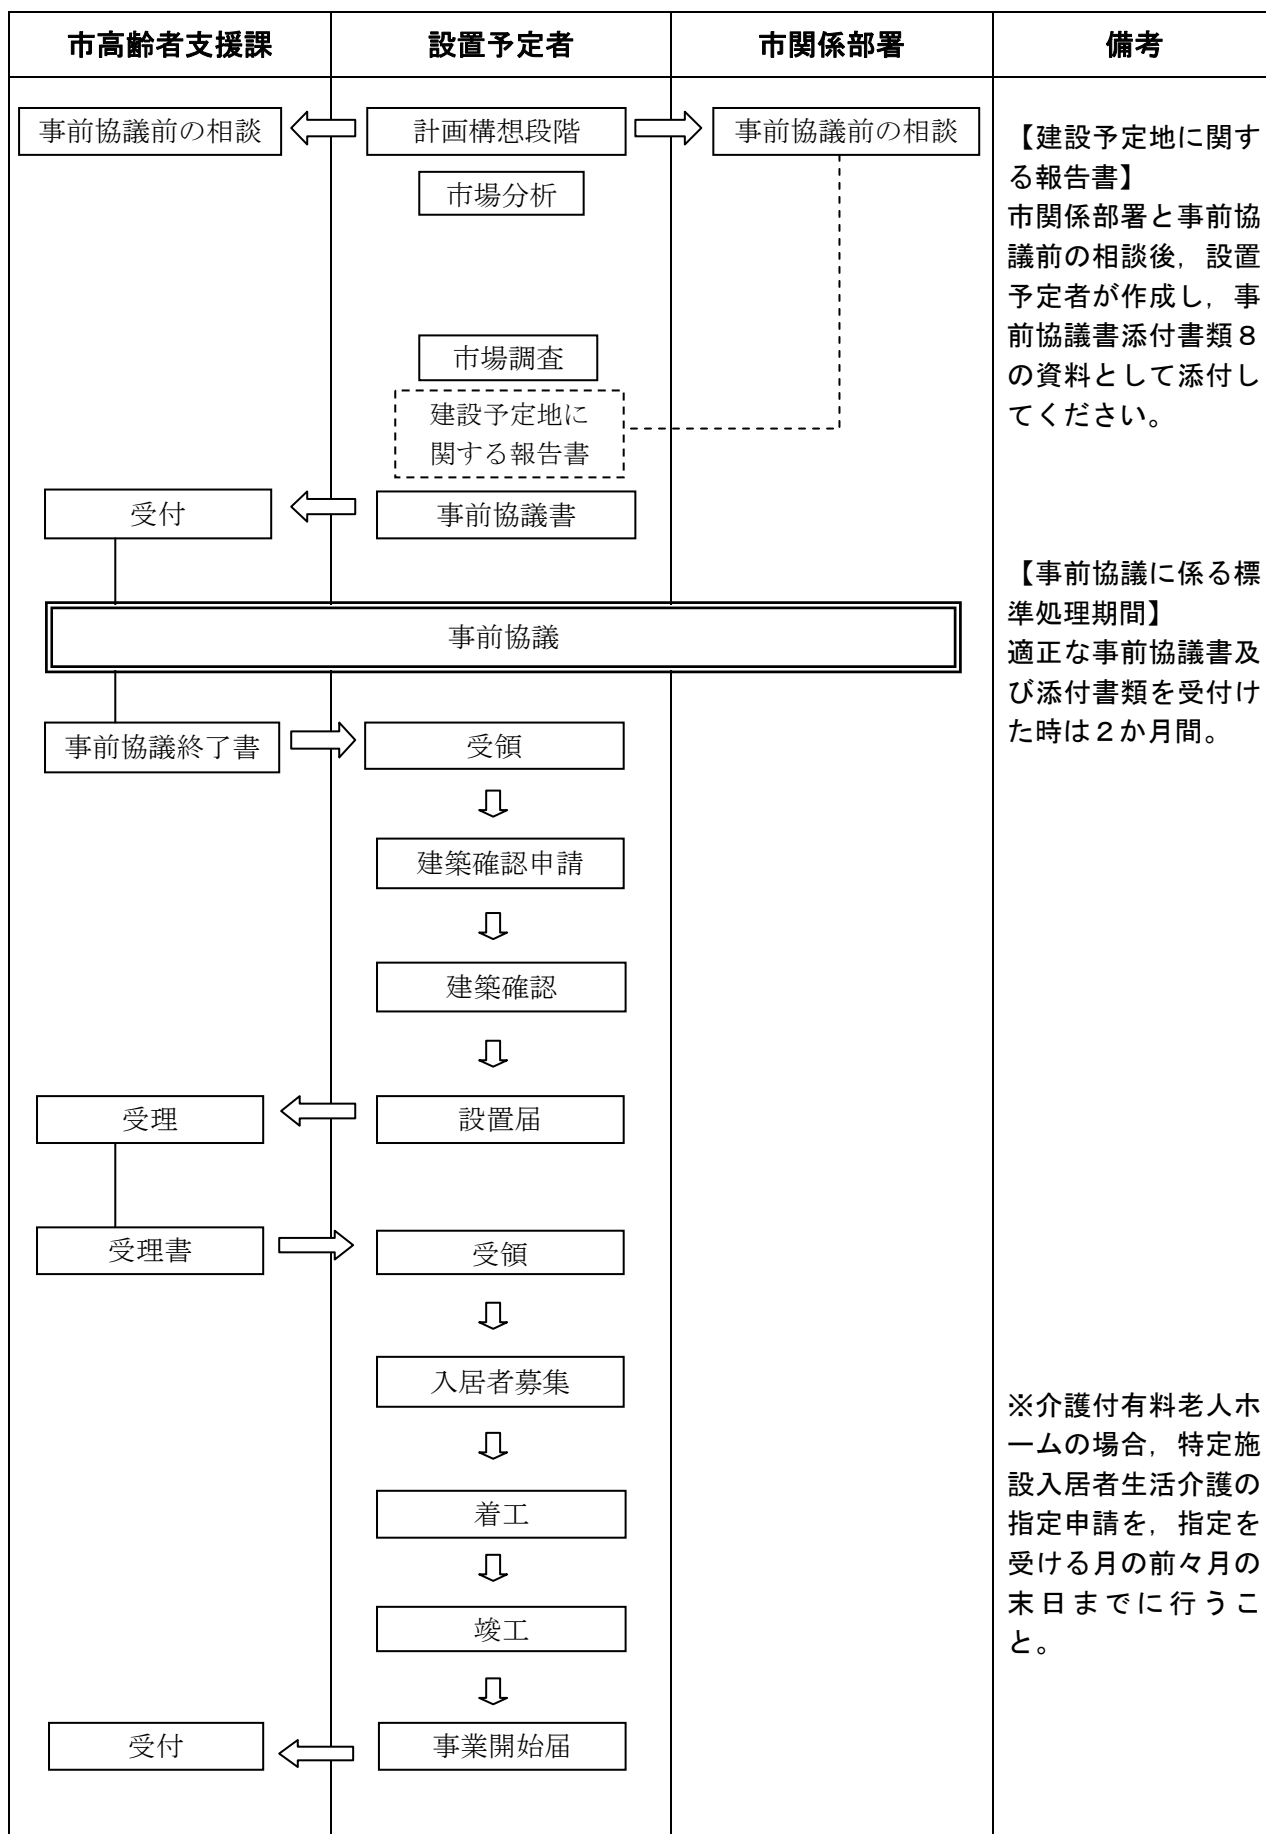 市高齢者支援課
設置予定者
市関係部署
備考
事前協議前の相談
計画構想段階
事前協議前の相談
市場分析
市場調査
建設予定地に
関する報告書
受付
事前協議書
事前協議
事前協議終了書
受領
建築確認申請
建築確認
受理
設置届
受理書
受領
入居者募集
着工
竣工
受付
事業開始届
【建設予定地に関す
る報告書】
市関係部署と事前協
議前の相談後，設置
予定者が作成し，事
前協議書添付書類８
の資料として添付し
てください。
【事前協議に係る標
準処理期間】
適正な事前協議書及
び添付書類を受付け
た時は２か月間。
※介護付有料老人ホ
ームの場合，特定施
設入居者生活介護の
指定申請を，指定を
受ける月の前々月の
末日までに行うこ
と。